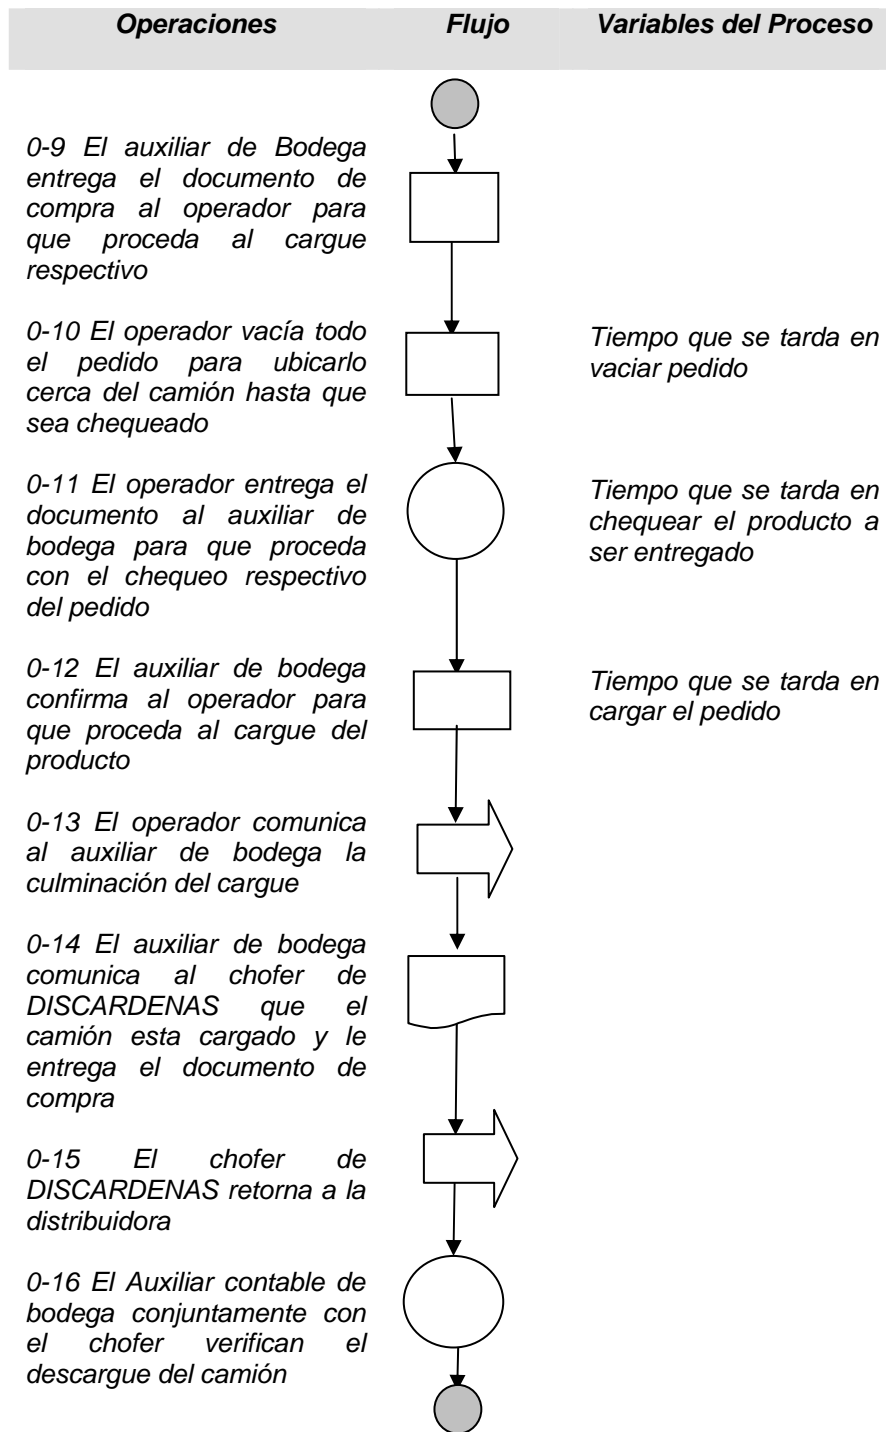 Operaciones Flujo Variables del Proceso
0-9 El auxiliar de Bodega
entrega el documento de
compra al operador para
que proceda al cargue
respectivo
0-10 El operador vacía todo
el pedido para ubicarlo
cerca del camión hasta que
sea chequeado
Tiempo que se tarda en
vaciar pedido
0-11 El operador entrega el
documento al auxiliar de
bodega para que proceda
con el chequeo respectivo
del pedido
Tiempo que se tarda en
chequear el producto a
ser entregado
0-12 El auxiliar de bodega
confirma al operador para
que proceda al cargue del
producto
Tiempo que se tarda en
cargar el pedido
0-13 El operador comunica
al auxiliar de bodega la
culminación del cargue
0-14 El auxiliar de bodega
comunica al chofer de
DISCARDENAS que el
camión esta cargado y le
entrega el documento de
compra
0-15 El chofer de
DISCARDENAS retorna a la
distribuidora
0-16 El Auxiliar contable de
bodega conjuntamente con
el chofer verifican el
descargue del camión